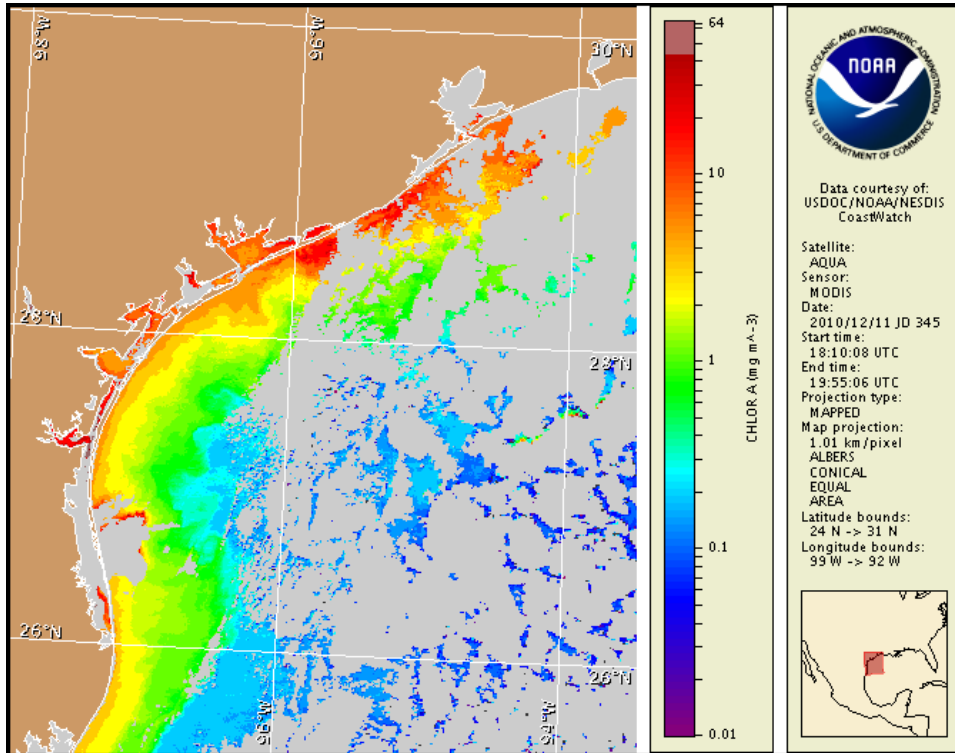 98°W
96°W
30°N
28°N
28°N
26°N
26°N
96°W
94°W
64
10
1
0.1
0.01
CHLOR A (mg m^-3)
NATIONAL OCEANIC AND ATMOSPHERIC ADMINISTRATION
NOAA
U.S. DEPARTMENT OF COMMERCE
Data courtesy of:
USDOC/NOAA/NESDIS
CoastWatch
Satellite:
AQUA
Sensor:
MODIS
Date:
2010/12/11 JD 345
Start time:
18:10:08 UTC
End time:
19:55:06 UTC
Projection type:
MAPPED
Map projection:
1.01 km/pixel
ALBERS
CONICAL
EQUAL
AREA
Latitude bounds:
24 N -> 31 N
Longitude bounds:
99 W -> 92 W